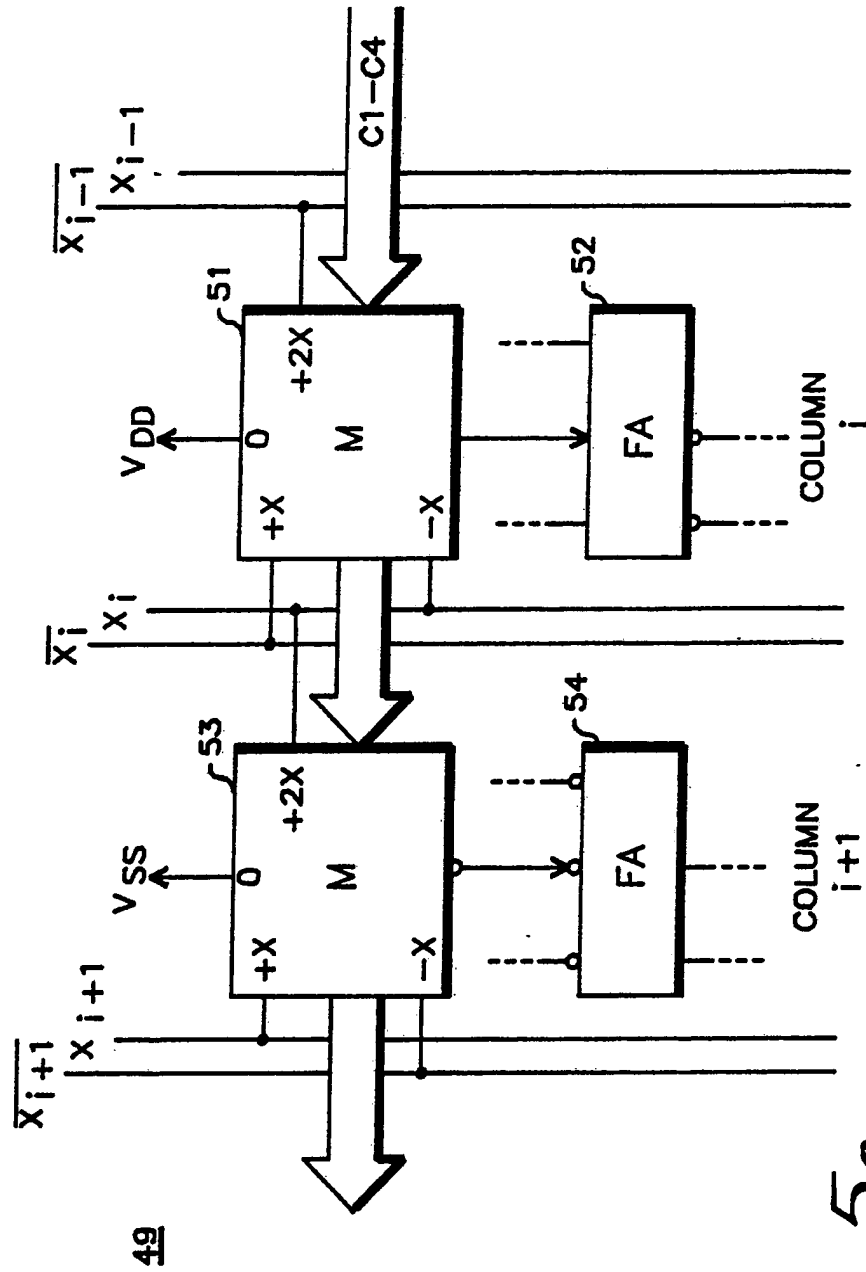 49
X̅i+1
Xi+1
X̅i
Xi
X̅i-1
Xi-1
VSS
VDD
C1-C4
53
0
+X
+2X
M
-X
51
0
+X
+2X
M
-X
54
FA
52
FA
COLUMN
i+1
COLUMN
i